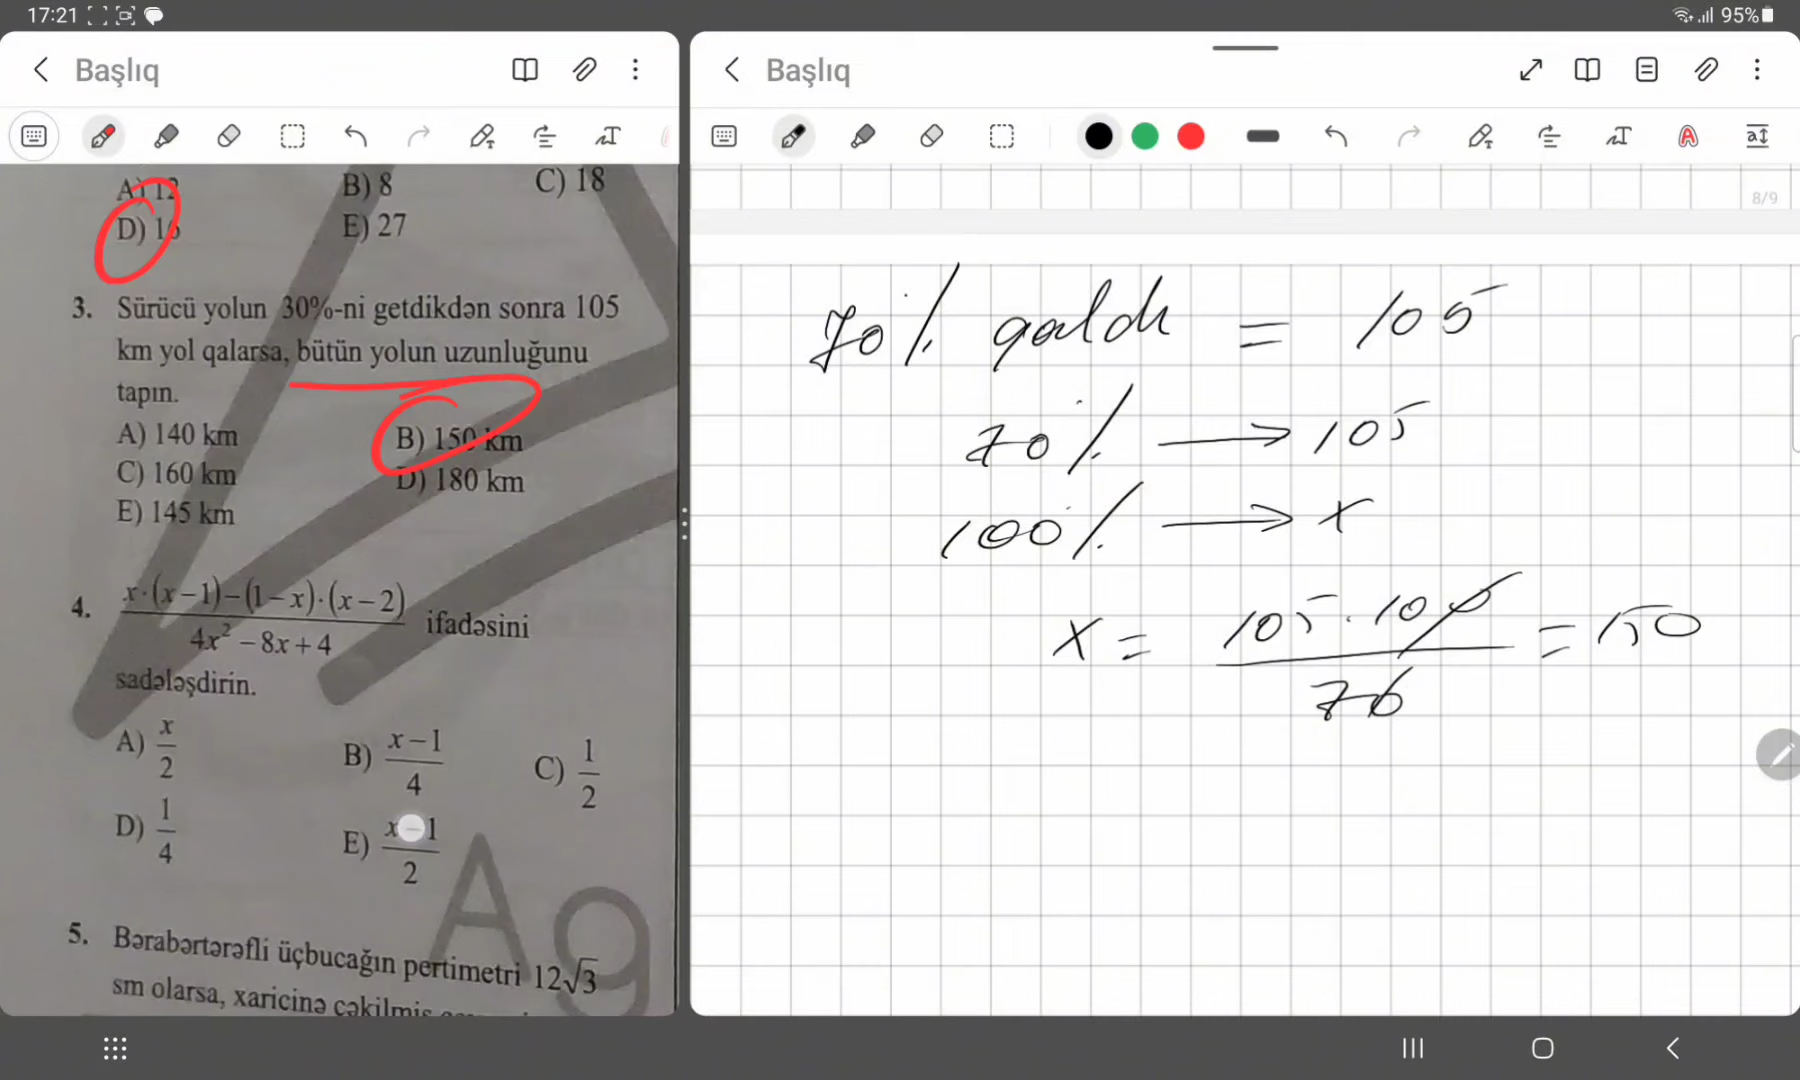 17:21
95%
Başlıq
Başlıq
A) 12 B) 8 C) 18
D) 16 E) 27
3. Sürücü yolun 30%-ni getdikdən sonra 105
km yol qalarsa, bütün yolun uzunluğunu
tapın.
A) 140 km B) 150 km
C) 160 km D) 180 km
E) 145 km
4. x·(x−1)−(1−x)·(x−2) / 4x² −8x+4 ifadəsini
sadələşdirin.
A) x/2 B) x−1/4 C) 1/2
D) 1/4 E) x−1/2
Ag
5. Bərabərtərəfli üçbucağın pertimetri 12√3
sm olarsa, xaricinə çəkilmiş
8/9
70% qaldı = 105
70% → 105
100% → x
x = 105·100 / 70 = 150